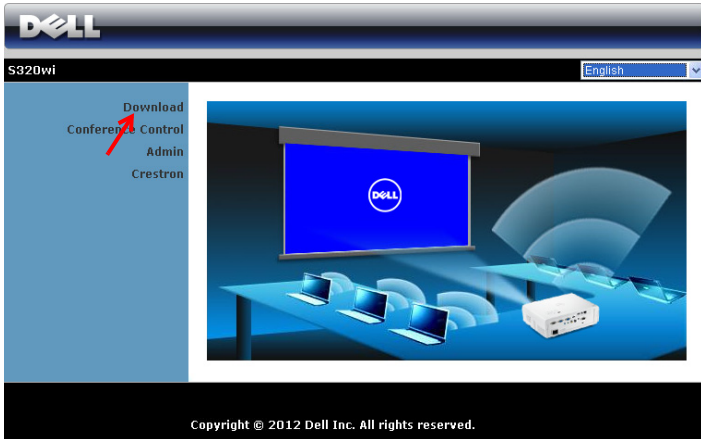 DELL
S320wi
English
Download
Conference Control
Admin
Crestron
DELL
Copyright © 2012 Dell Inc. All rights reserved.